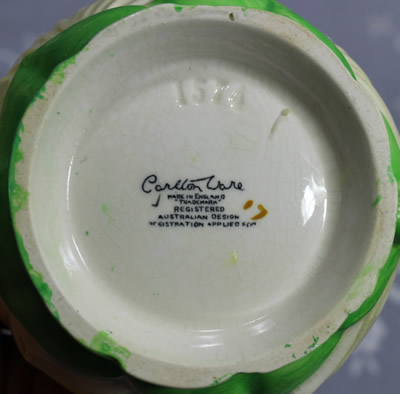 1574
Carlton Ware
MADE IN ENGLAND
"TRADEMARK"
REGISTERED
AUSTRALIAN DESIGN
REGISTRATION APPLIED FOR